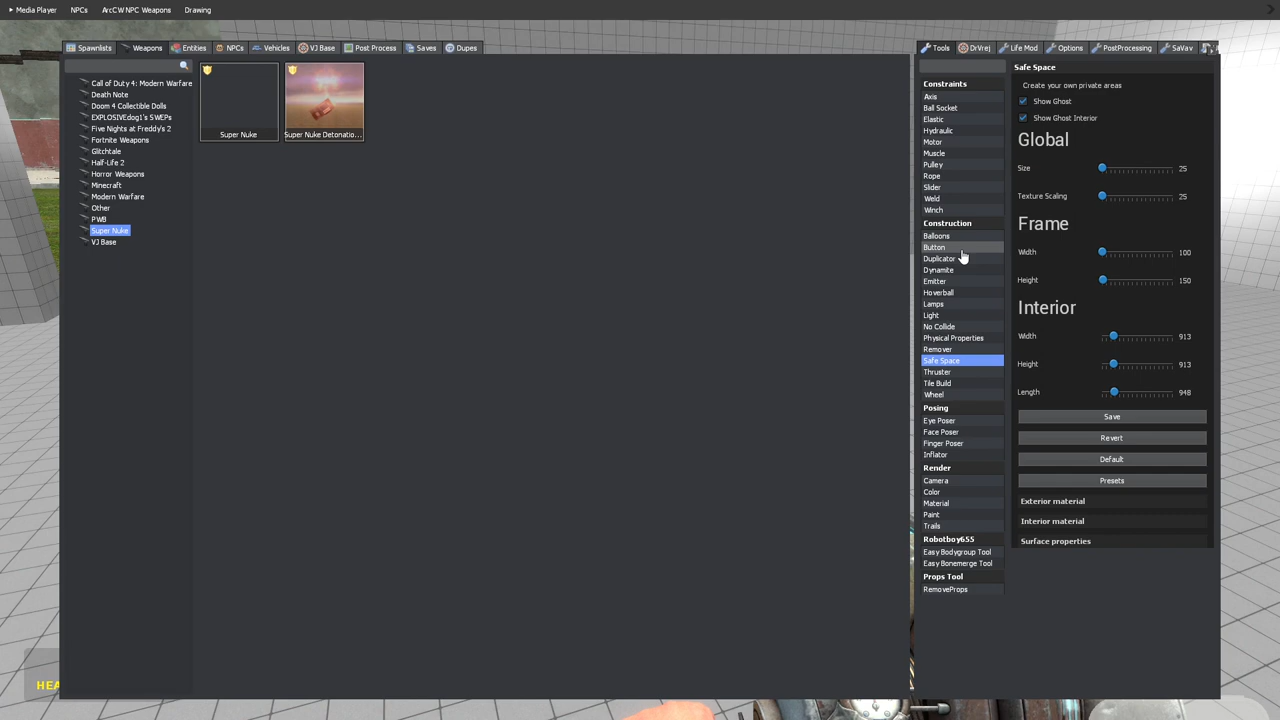 Media Player NPCs ArcCW NPC Weapons Drawing
Spawnlists Weapons Entities NPCs Vehicles VJ Base Post Process Saves Dupes
Call of Duty 4: Modern Warfare
Death Note
Doom 4 Collectible Dolls
EXPLOSIVEdog1's SWEPs
Five Nights at Freddy's 2
Fortnite Weapons
Glitchtale
Half-Life 2
Horror Weapons
Minecraft
Modern Warfare
Other
PWB
Super Nuke
VJ Base
Super Nuke
Super Nuke Detonatio...
HEA
Tools DrVrej Life Mod Options PostProcessing SaVav
Constraints
Axis
Ball Socket
Elastic
Hydraulic
Motor
Muscle
Pulley
Rope
Slider
Weld
Winch
Construction
Balloons
Button
Duplicator
Dynamite
Emitter
Hoverball
Lamps
Light
No Collide
Physical Properties
Remover
Safe Space
Thruster
Tile Build
Wheel
Posing
Eye Poser
Face Poser
Finger Poser
Inflator
Render
Camera
Color
Material
Paint
Trails
Robotboy655
Easy Bodygroup Tool
Easy Bonemerge Tool
Props Tool
RemoveProps
Safe Space
Create your own private areas
Show Ghost
Show Ghost Interior
Global
Size 25
Texture Scaling 25
Frame
Width 100
Height 150
Interior
Width 913
Height 913
Length 948
Save
Revert
Default
Presets
Exterior material
Interior material
Surface properties